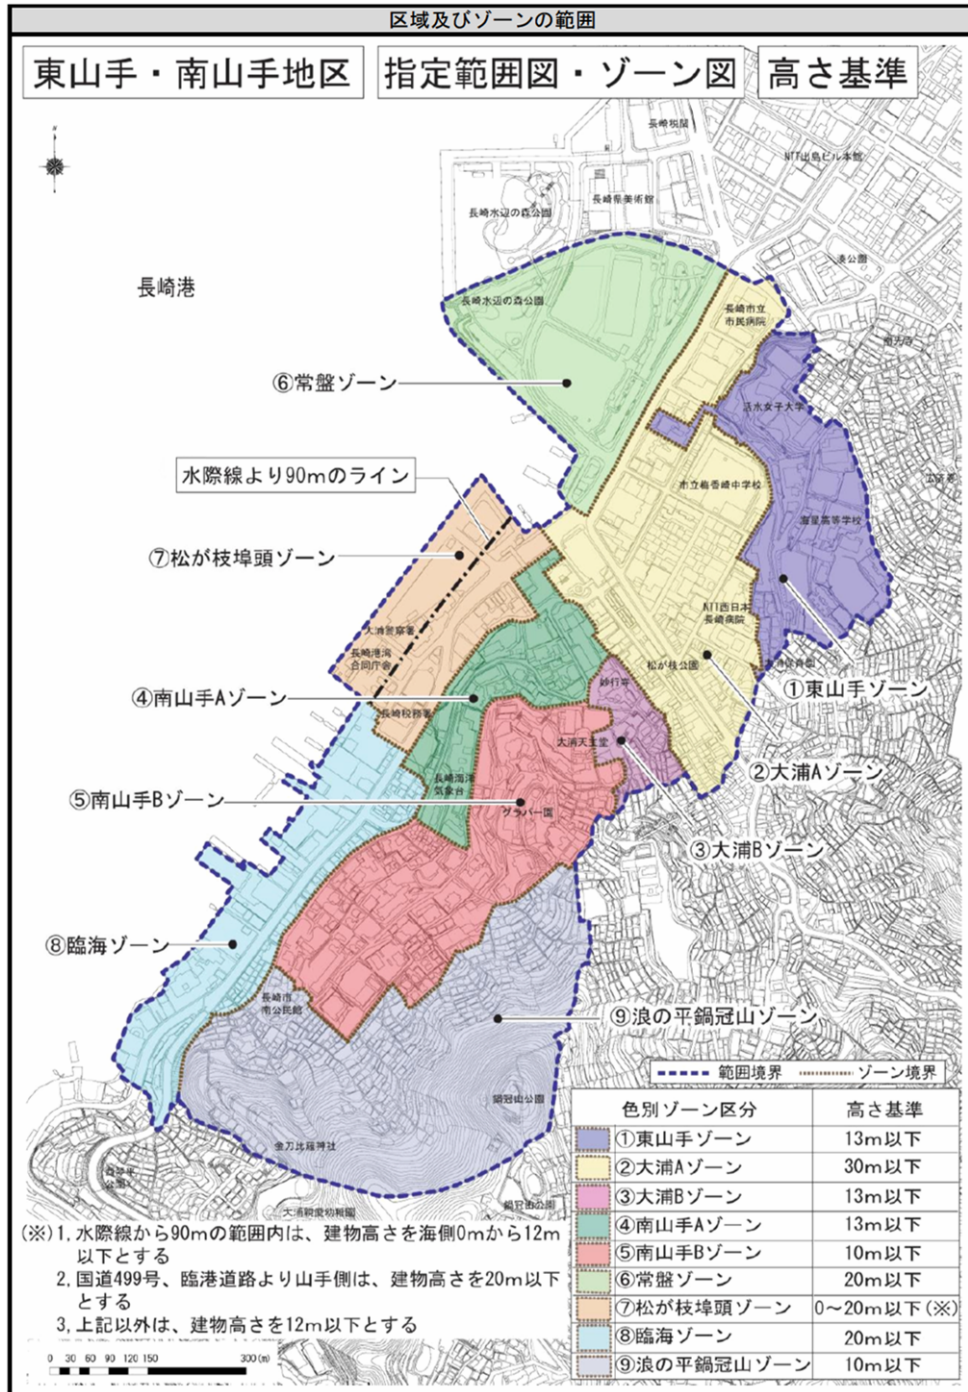 区域及びゾーンの範囲
東山手・南山手地区 指定範囲図・ゾーン図 高さ基準
長崎税関
NTT出島ビル本館
長崎県美術館
長崎水辺の森公園
湊公園
長崎港
長崎水辺の森公園
長崎市立
市民病院
⑥常盤ゾーン
活水女子大学
水際線より90mのライン
市立梅香崎中学校
海星高等学校
⑦松が枝埠頭ゾーン
NTT西日本
長崎病院
大浦警察署
長崎港湾
合同庁舎
松が枝公園
妙行寺
①東山手ゾーン
④南山手Aゾーン
長崎税務署
大浦天主堂
②大浦Aゾーン
長崎海洋
気象台
⑤南山手Bゾーン
グラバー園
③大浦Bゾーン
⑧臨海ゾーン
長崎市
南公民館
⑨浪の平鍋冠山ゾーン
範囲境界 ゾーン境界
鍋冠山公園
金刀比羅神社
大浦親愛幼稚園
鍋冠山公園
色別ゾーン区分 高さ基準
①東山手ゾーン 13m以下
②大浦Aゾーン 30m以下
③大浦Bゾーン 13m以下
④南山手Aゾーン 13m以下
⑤南山手Bゾーン 10m以下
⑥常盤ゾーン 20m以下
⑦松が枝埠頭ゾーン 0〜20m以下(※)
⑧臨海ゾーン 20m以下
⑨浪の平鍋冠山ゾーン 10m以下
(※)1, 水際線から90mの範囲内は、建物高さを海側0mから12m
以下とする
2, 国道499号、臨港道路より山手側は、建物高さを20m以下
とする
3, 上記以外は、建物高さを12m以下とする
0 30 60 90 120 150 300(m)